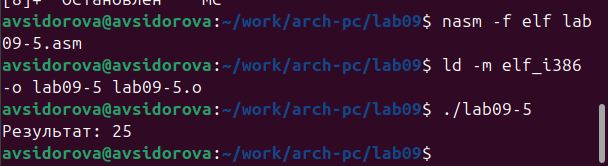 [8]+  Остановлен    мс
avsidorova@avsidorova:~/work/arch-pc/lab09$ nasm -f elf lab
09-5.asm
avsidorova@avsidorova:~/work/arch-pc/lab09$ ld -m elf_i386
-o lab09-5 lab09-5.o
avsidorova@avsidorova:~/work/arch-pc/lab09$ ./lab09-5
Результат: 25
avsidorova@avsidorova:~/work/arch-pc/lab09$